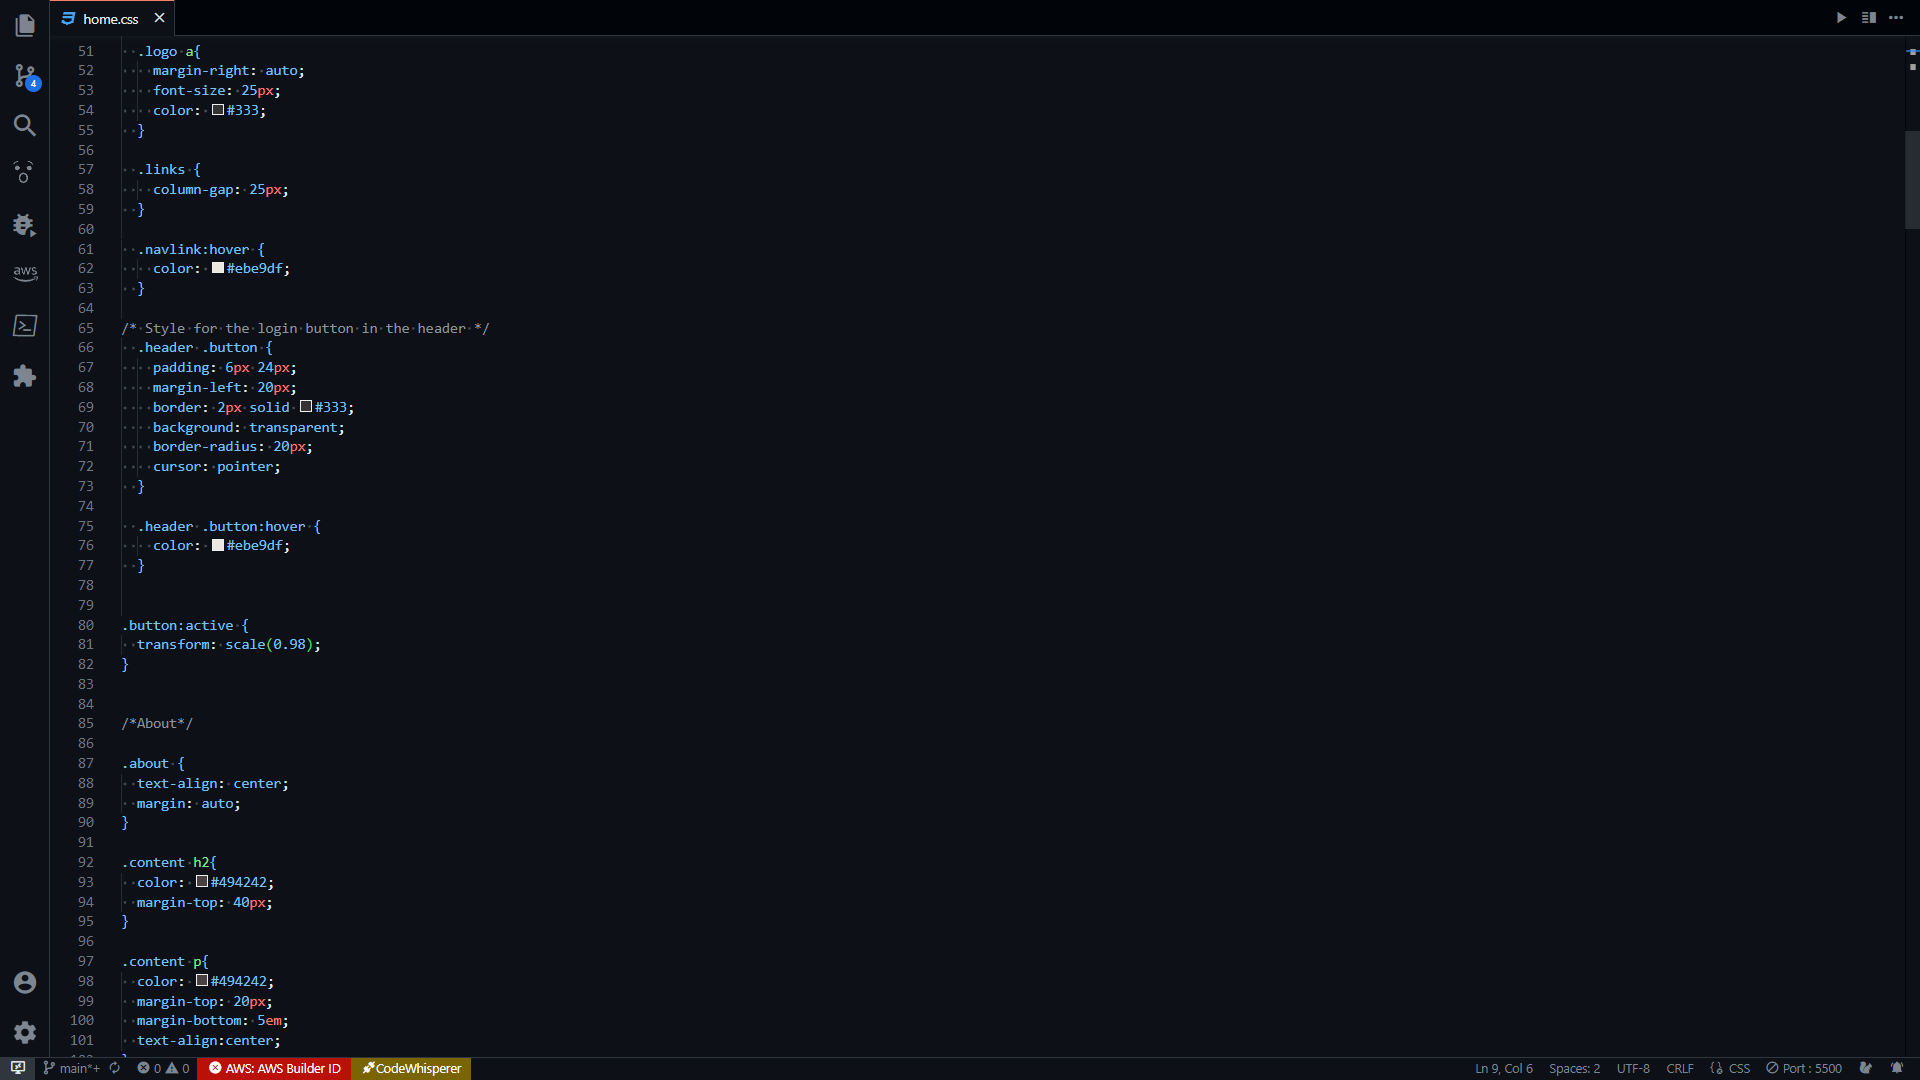 home.css
51 .logo a{
52 margin-right: auto;
53 font-size: 25px;
54 color: #333;
55 }
56
57 .links {
58 column-gap: 25px;
59 }
60
61 .navlink:hover {
62 color: #ebe9df;
63 }
64
65 /* Style for the login button in the header */
66 .header .button {
67 padding: 6px 24px;
68 margin-left: 20px;
69 border: 2px solid #333;
70 background: transparent;
71 border-radius: 20px;
72 cursor: pointer;
73 }
74
75 .header .button:hover {
76 color: #ebe9df;
77 }
78
79
80 .button:active {
81 transform: scale(0.98);
82 }
83
84
85 /*About*/
86
87 .about {
88 text-align: center;
89 margin: auto;
90 }
91
92 .content h2{
93 color: #494242;
94 margin-top: 40px;
95 }
96
97 .content p{
98 color: #494242;
99 margin-top: 20px;
100 margin-bottom: 5em;
101 text-align:center;
4
aws
main*+ 0 0 AWS: AWS Builder ID CodeWhisperer Ln 9, Col 6 Spaces: 2 UTF-8 CRLF CSS Port : 5500